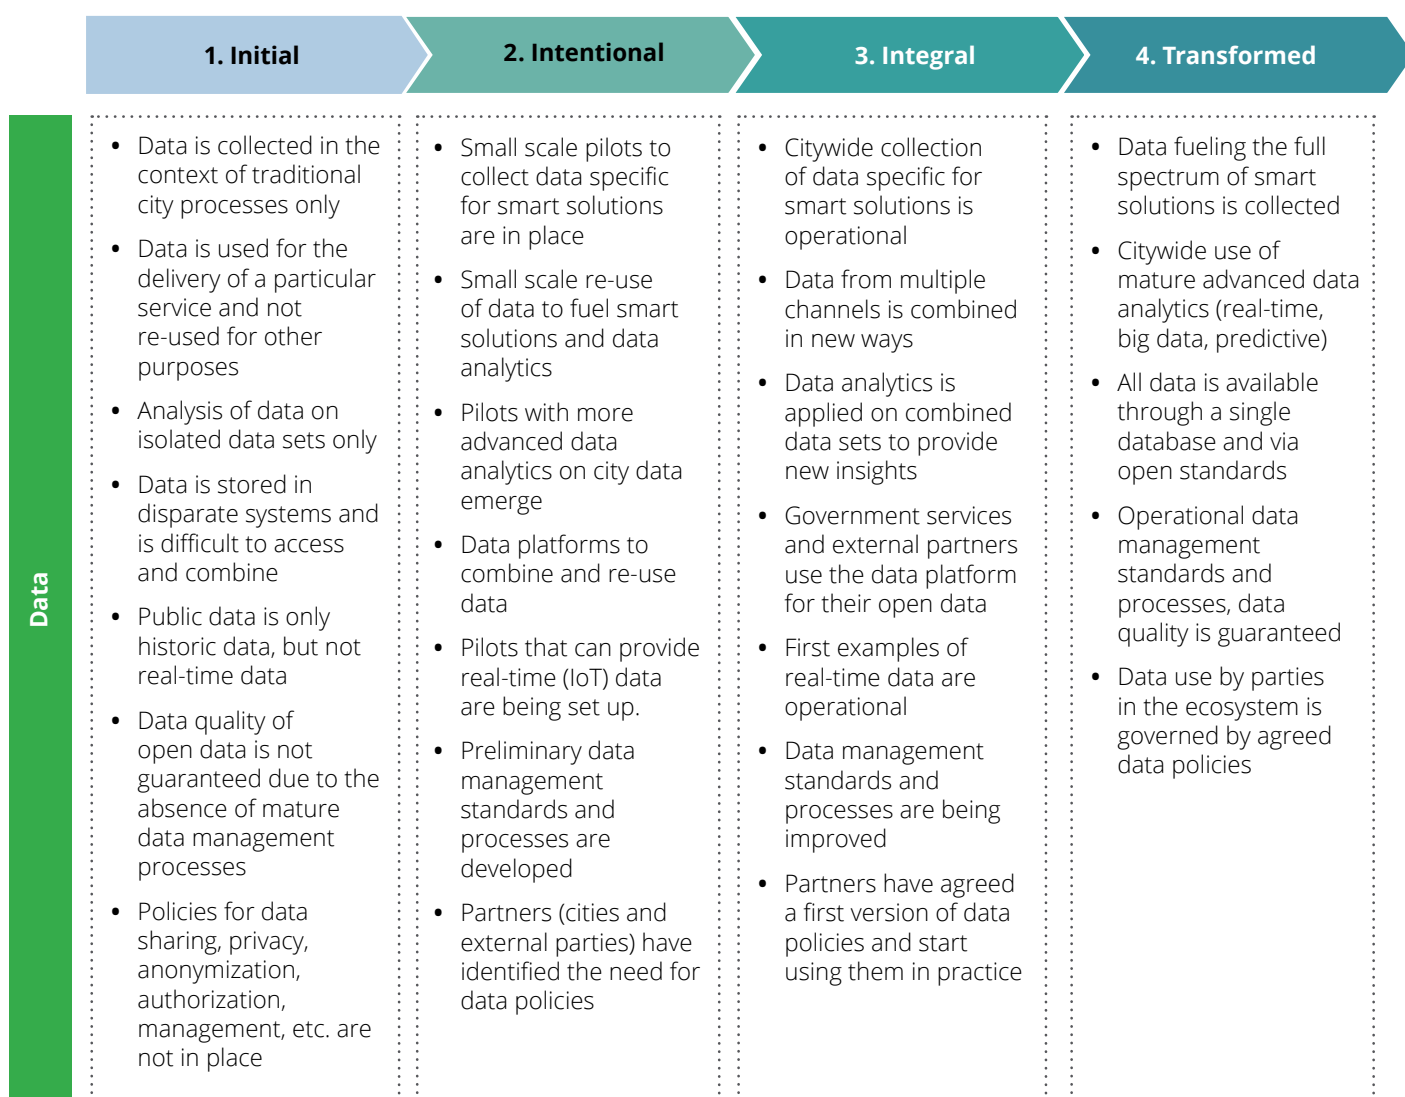 1. Initial
2. Intentional
3. Integral
4. Transformed
Data
• Data is collected in the
context of traditional
city processes only
• Data is used for the
delivery of a particular
service and not
re-used for other
purposes
• Analysis of data on
isolated data sets only
• Data is stored in
disparate systems and
is difficult to access
and combine
• Public data is only
historic data, but not
real-time data
• Data quality of
open data is not
guaranteed due to the
absence of mature
data management
processes
• Policies for data
sharing, privacy,
anonymization,
authorization,
management, etc. are
not in place
• Small scale pilots to
collect data specific
for smart solutions
are in place
• Small scale re-use
of data to fuel smart
solutions and data
analytics
• Pilots with more
advanced data
analytics on city data
emerge
• Data platforms to
combine and re-use
data
• Pilots that can provide
real-time (IoT) data
are being set up.
• Preliminary data
management
standards and
processes are
developed
• Partners (cities and
external parties) have
identified the need for
data policies
• Citywide collection
of data specific for
smart solutions is
operational
• Data from multiple
channels is combined
in new ways
• Data analytics is
applied on combined
data sets to provide
new insights
• Government services
and external partners
use the data platform
for their open data
• First examples of
real-time data are
operational
• Data management
standards and
processes are being
improved
• Partners have agreed
a first version of data
policies and start
using them in practice
• Data fueling the full
spectrum of smart
solutions is collected
• Citywide use of
mature advanced data
analytics (real-time,
big data, predictive)
• All data is available
through a single
database and via
open standards
• Operational data
management
standards and
processes, data
quality is guaranteed
• Data use by parties
in the ecosystem is
governed by agreed
data policies